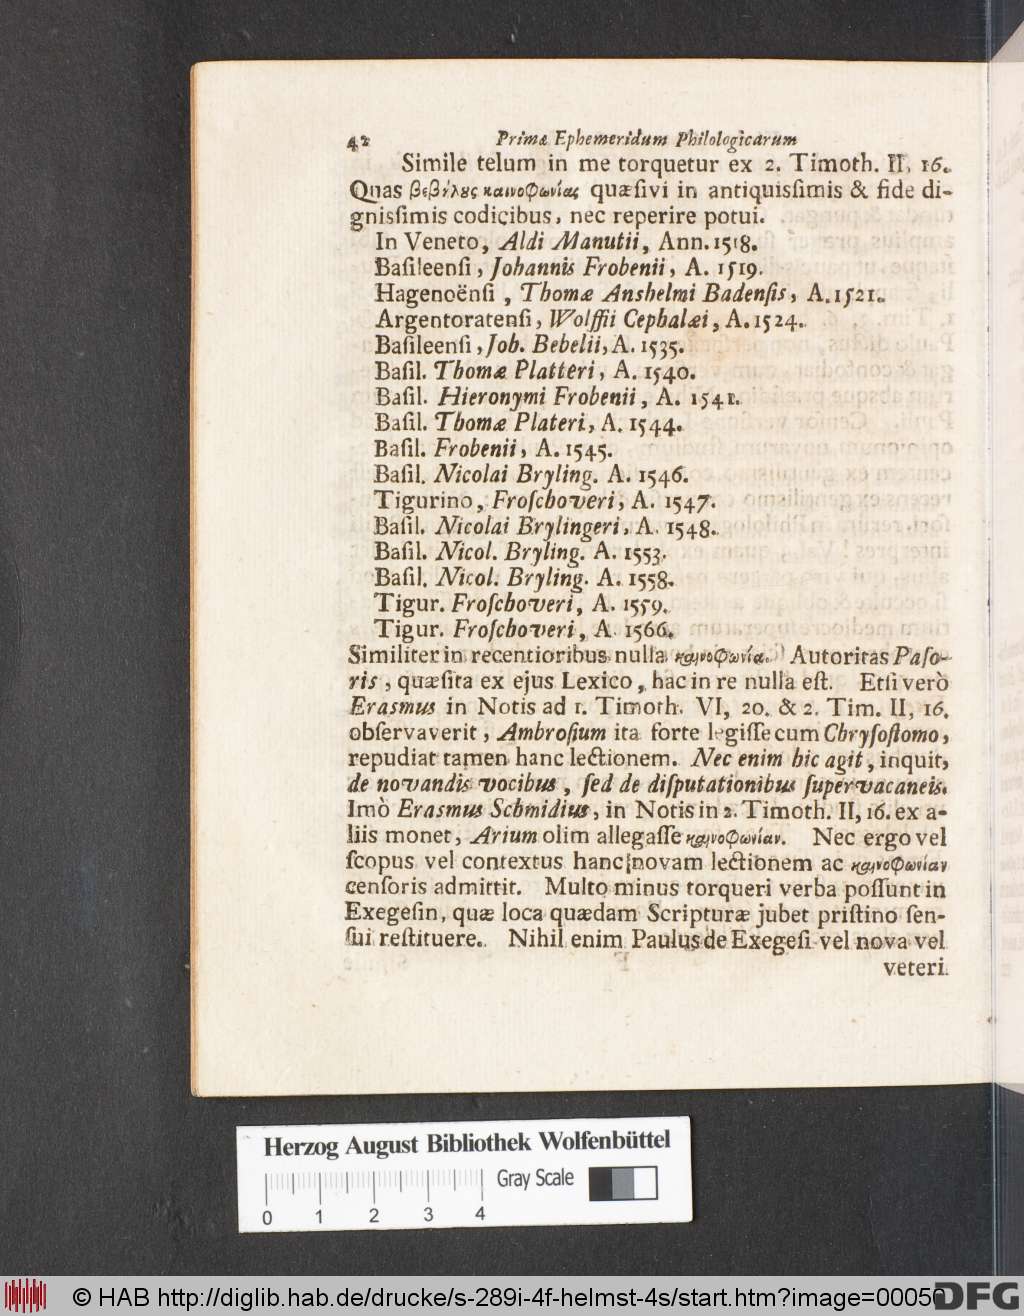 42 Primæ Ephemeridum Philologicarum
Simile telum in me torquetur ex 2. Timoth. II, 16.
Quas βεβήλους καινοφωνίας quæsivi in antiquissimis & fide di-
gnissimis codicibus, nec reperire potui.
In Veneto, Aldi Manutii, Ann. 1518.
Basileensi, Johannis Frobenii, A. 1519.
Hagenoënsi, Thomæ Anshelmi Badensis, A. 1521.
Argentoratensi, Wolffii Cephalæi, A. 1524.
Basileensi, Joh. Bebelii, A. 1535.
Basil. Thomæ Platteri, A. 1540.
Basil. Hieronymi Frobenii, A. 1541.
Basil. Thomæ Plateri, A. 1544.
Basil. Frobenii, A. 1545.
Basil. Nicolai Bryling. A. 1546.
Tigurino, Froschoveri, A. 1547.
Basil. Nicolai Brylingeri, A. 1548.
Basil. Nicol. Bryling. A. 1553.
Basil. Nicol. Bryling. A. 1558.
Tigur. Froschoveri, A. 1559.
Tigur. Froschoveri, A. 1566.
Similiter in recentioribus nulla καινοφωνία. Autoritas Paso-
ris, quæsita ex ejus Lexico, hac in re nulla est. Etsi verò
Erasmus in Notis ad 1. Timoth. VI, 20. & 2. Tim. II, 16.
observaverit, Ambrosium ita forte legisse cum Chrysostomo,
repudiat tamen hanc lectionem. Nec enim hic agit, inquit,
de novandis vocibus, sed de disputationibus supervacaneis.
Imò Erasmus Schmidius, in Notis in 2. Timoth. II, 16. ex a-
liis monet, Arium olim allegasse καινοφωνίαν. Nec ergo vel
scopus vel contextus hanc novam lectionem ac καινοφωνίαν
censoris admittit. Multo minus torqueri verba possunt in
Exegesin, quæ loca quædam Scripturæ jubet pristino sen-
sui restituere. Nihil enim Paulus de Exegesi vel nova vel
veteri
Herzog August Bibliothek Wolfenbüttel
Gray Scale
0 1 2 3 4
© HAB http://diglib.hab.de/drucke/s-289i-4f-helmst-4s/start.htm?image=00050
DFG